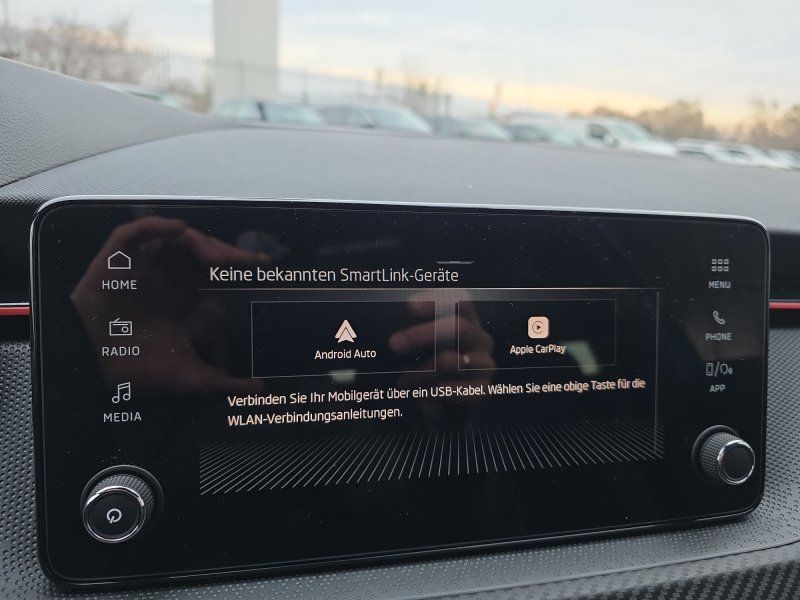 Keine bekannten SmartLink-Geräte
HOME
RADIO
MEDIA
Android Auto
Apple CarPlay
Verbinden Sie Ihr Mobilgerät über ein USB-Kabel. Wählen Sie eine obige Taste für die
WLAN-Verbindungsanleitungen.
MENU
PHONE
APP